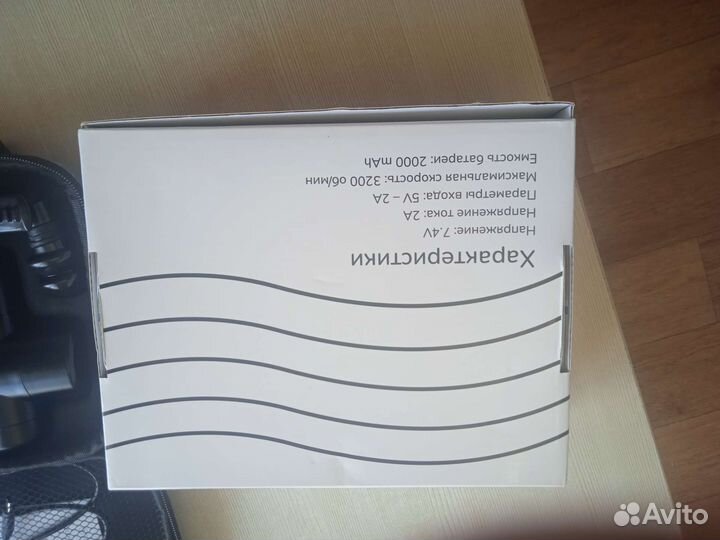 Характеристики
Напряжение: 7.4V
Напряжение тока: 2A
Параметры входа: 5V – 2A
Максимальная скорость: 3200 об/мин
Емкость батареи: 2000 mAh
Avito